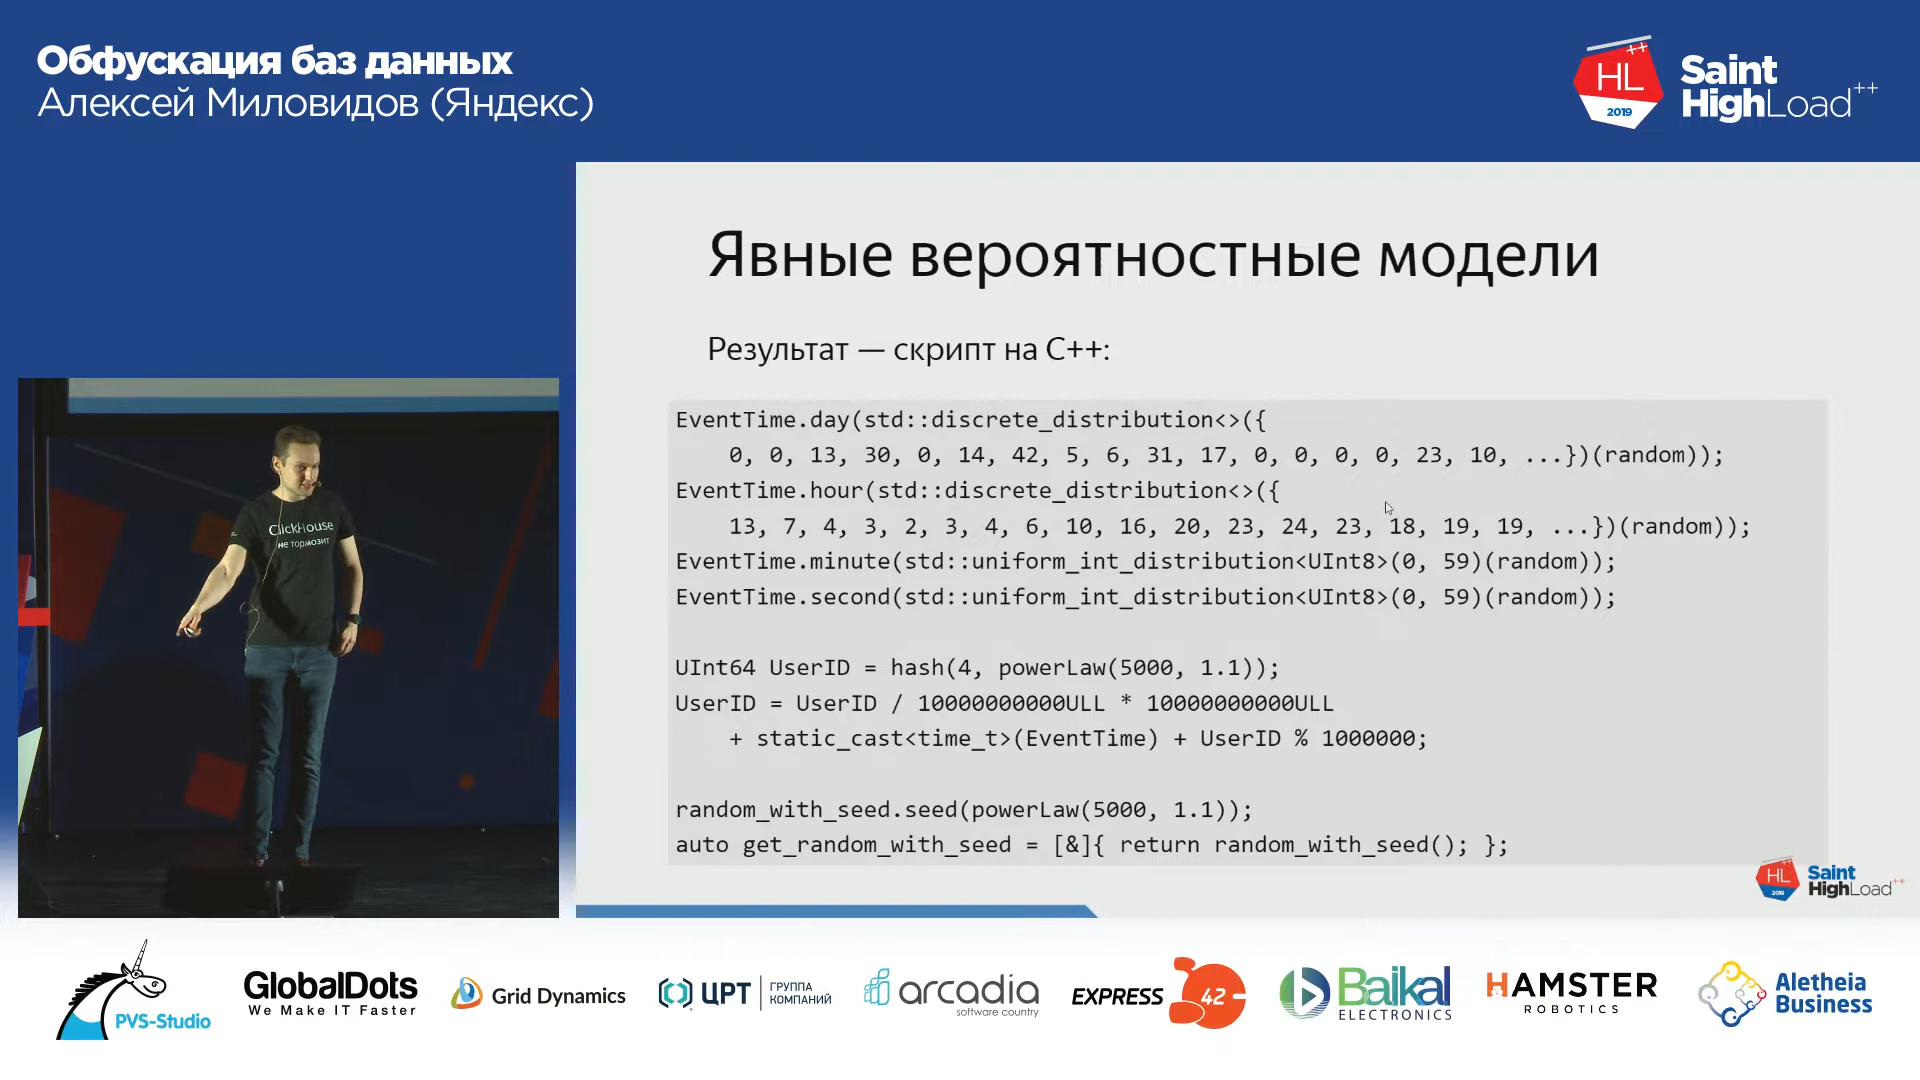 Обфускация баз данных
Алексей Миловидов (Яндекс)
HL++
2019
Saint
HighLoad++
Явные вероятностные модели
Результат — скрипт на C++:
EventTime.day(std::discrete_distribution<>({
    0, 0, 13, 30, 0, 14, 42, 5, 6, 31, 17, 0, 0, 0, 0, 23, 10, ...})(random));
EventTime.hour(std::discrete_distribution<>({
    13, 7, 4, 3, 2, 3, 4, 6, 10, 16, 20, 23, 24, 23, 18, 19, 19, ...})(random));
EventTime.minute(std::uniform_int_distribution<UInt8>(0, 59)(random));
EventTime.second(std::uniform_int_distribution<UInt8>(0, 59)(random));
UInt64 UserID = hash(4, powerLaw(5000, 1.1));
UserID = UserID / 10000000000ULL * 10000000000ULL
    + static_cast<time_t>(EventTime) + UserID % 1000000;
random_with_seed.seed(powerLaw(5000, 1.1));
auto get_random_with_seed = [&]{ return random_with_seed(); };
ClickHouse
не тормозит
HL++
2019
Saint
HighLoad++
PVS-Studio
GlobalDots
We Make IT Faster
Grid Dynamics
ЦРТ
ГРУППА
КОМПАНИЙ
arcadia
software country
EXPRESS 42
Baikal
ELECTRONICS
HAMSTER
ROBOTICS
Aletheia
Business